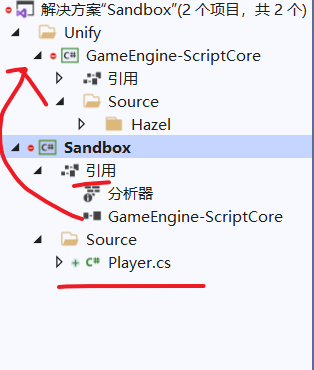 解决方案“Sandbox”(2 个项目，共 2 个)
Unify
C# GameEngine-ScriptCore
引用
Source
Hazel
C# Sandbox
引用
分析器
GameEngine-ScriptCore
Source
C# Player.cs